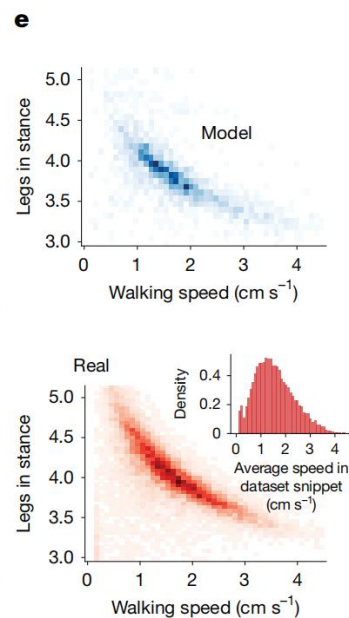 e
5.0
4.5
4.0
3.5
3.0
Legs in stance
Model
0 1 2 3 4
Walking speed (cm s⁻¹)
Real
5.0
4.5
4.0
3.5
3.0
Legs in stance
0.4
0.2
0
Density
0 1 2 3 4
Average speed in
dataset snippet
(cm s⁻¹)
0 1 2 3 4
Walking speed (cm s⁻¹)